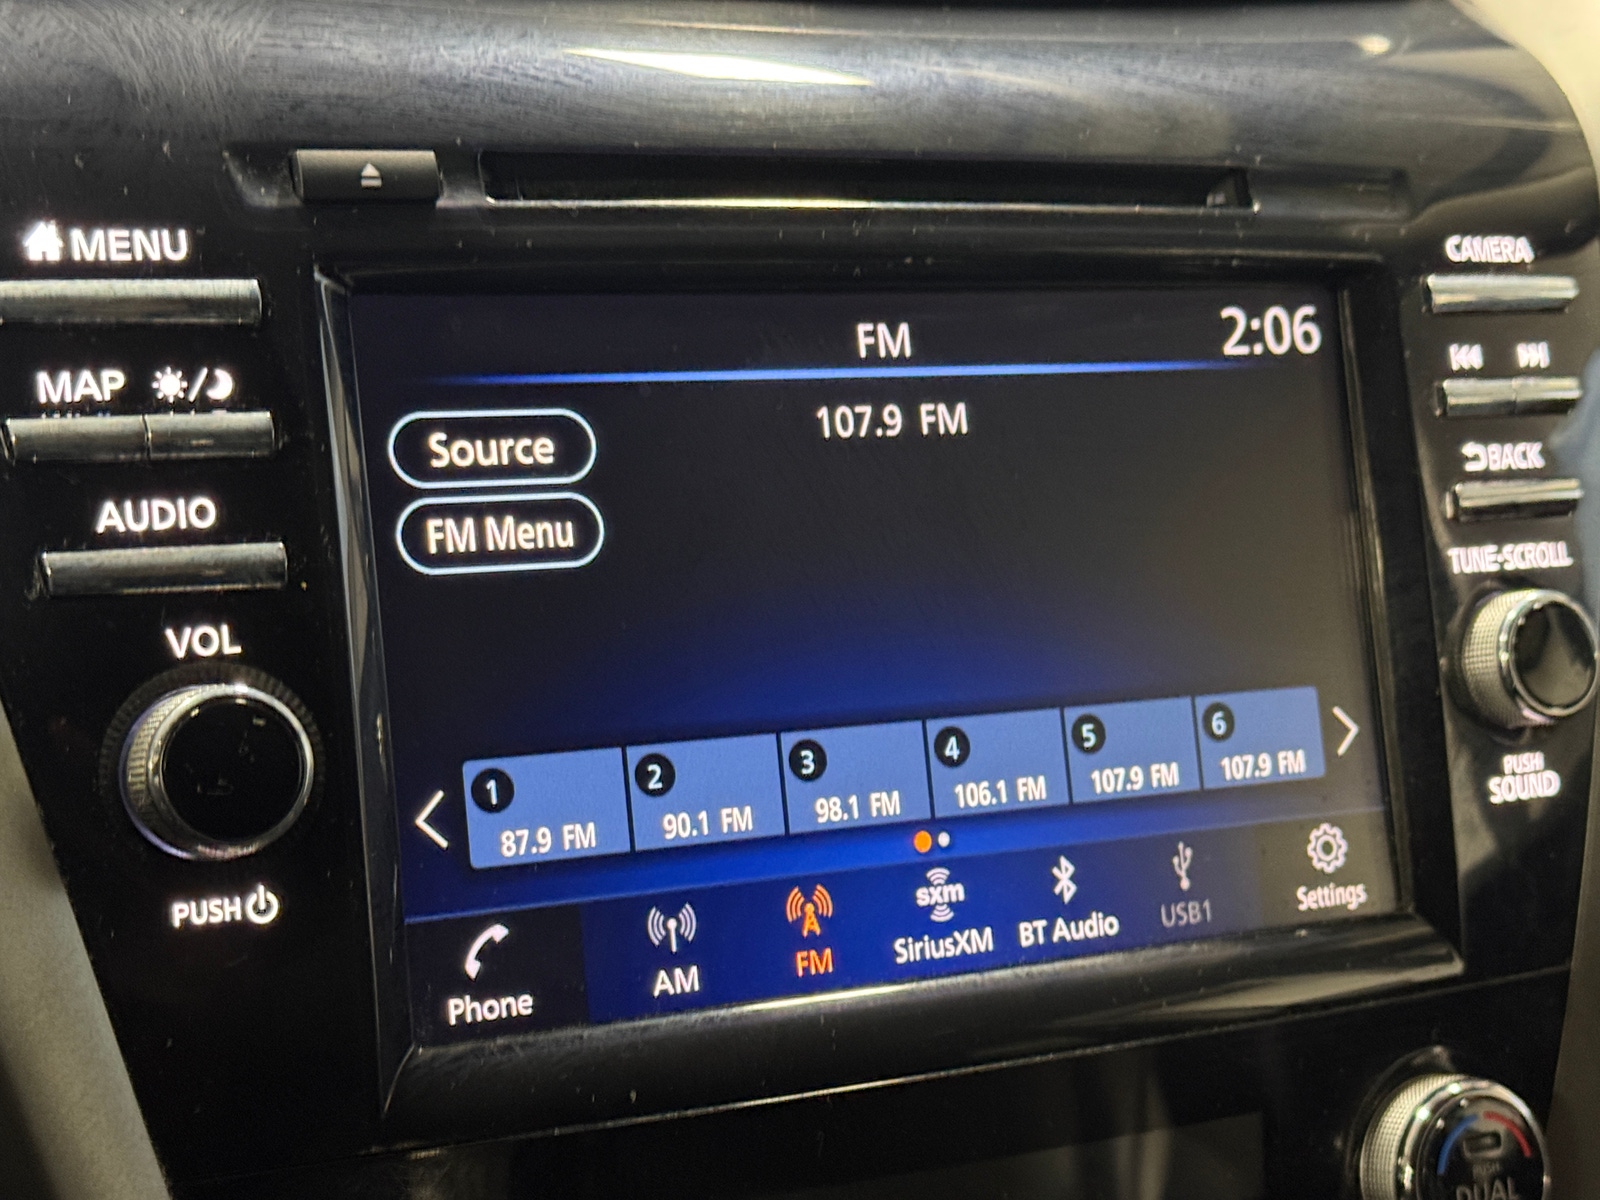 MENU
MAP
AUDIO
VOL
PUSH
FM
2:06
107.9 FM
Source
FM Menu
1
87.9 FM
2
90.1 FM
3
98.1 FM
4
106.1 FM
5
107.9 FM
6
107.9 FM
Phone
AM
FM
sxm
SiriusXM
BT Audio
USB1
Settings
CAMERA
BACK
TUNE·SCROLL
PUSH
SOUND
PUSH
DUAL